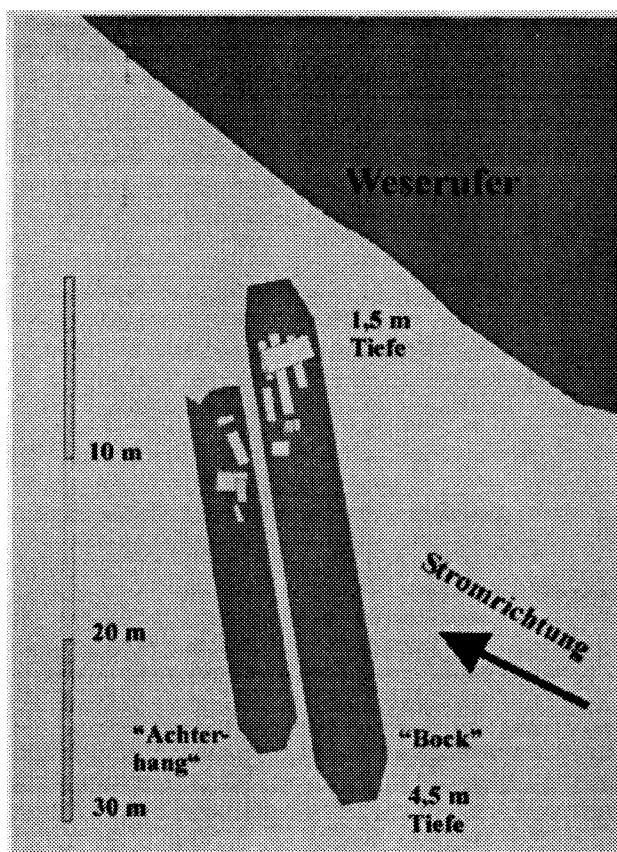 Weserufer
1,5 m
Tiefe
10 m
Stromrichtung
20 m
"Achter-
hang"
"Bock"
30 m
4,5 m
Tiefe